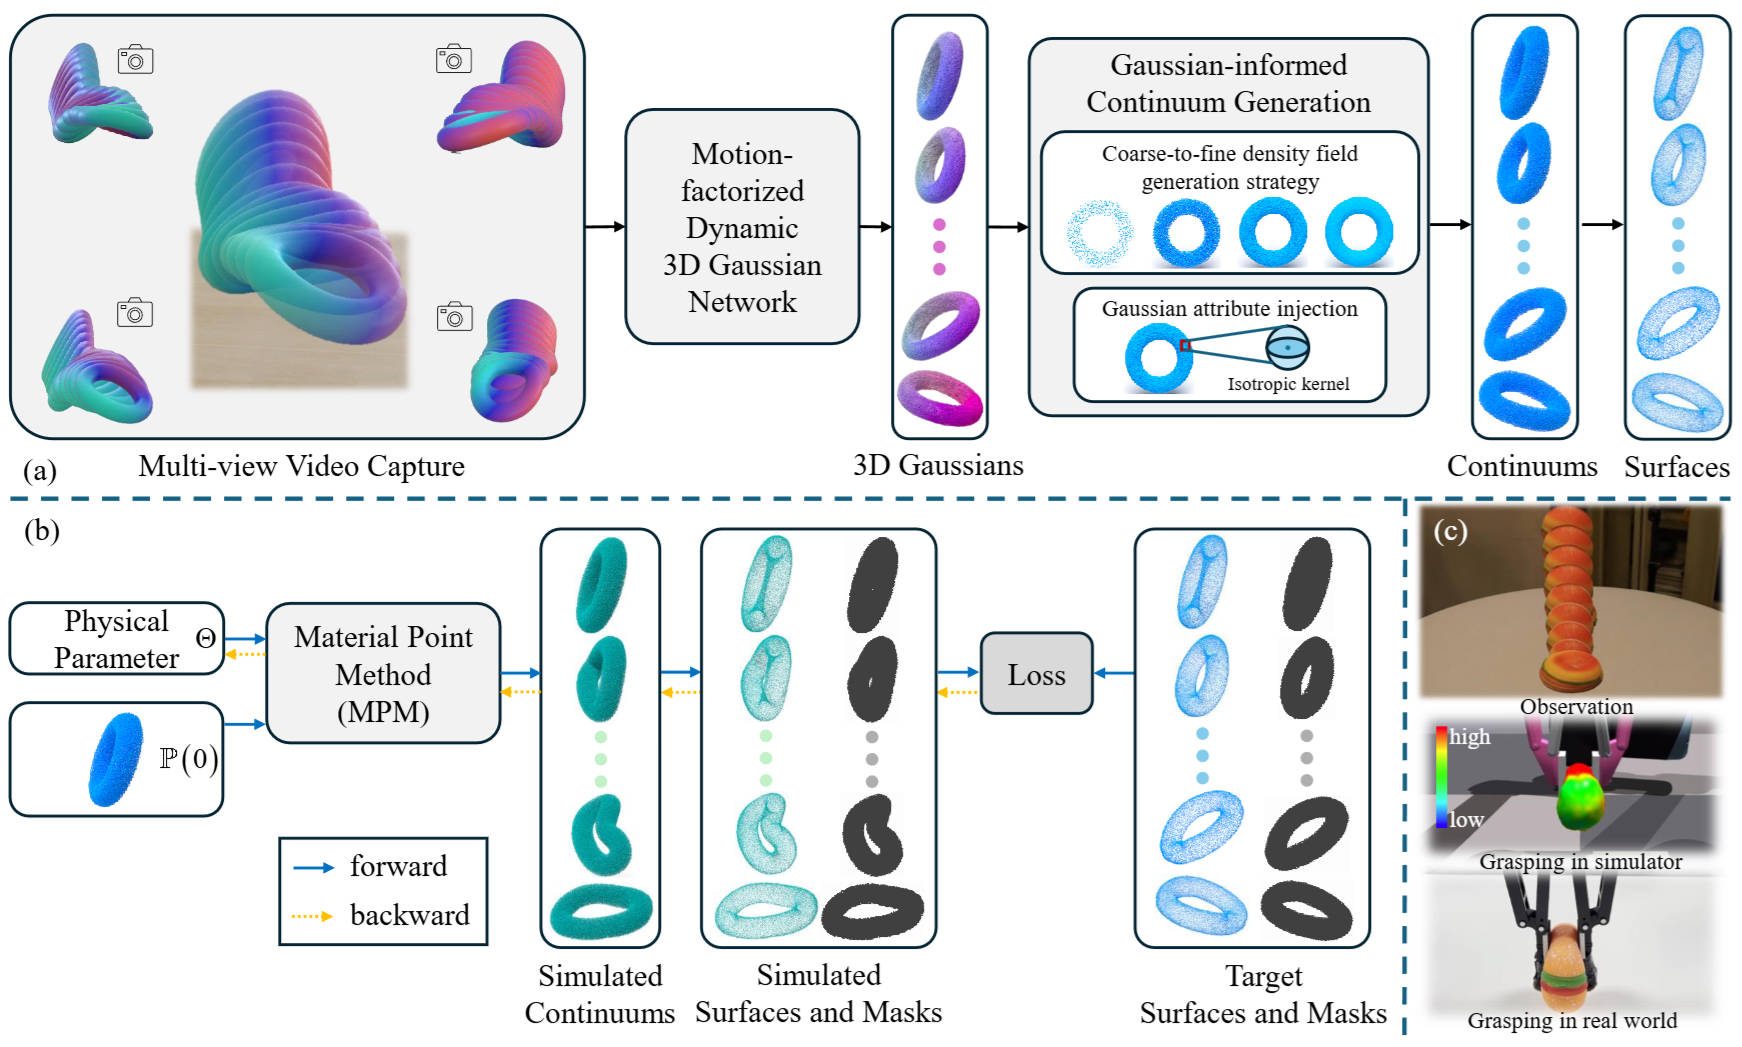 Motion-
factorized
Dynamic
3D Gaussian
Network
Gaussian-informed
Continuum Generation
Coarse-to-fine density field
generation strategy
Gaussian attribute injection
Isotropic kernel
(a)
Multi-view Video Capture
3D Gaussians
Continuums
Surfaces
(b)
Physical
Parameter
Θ
ℙ(0)
Material Point
Method
(MPM)
Loss
forward
backward
Simulated
Continuums
Simulated
Surfaces and Masks
Target
Surfaces and Masks
(c)
Observation
high
low
Grasping in simulator
Grasping in real world